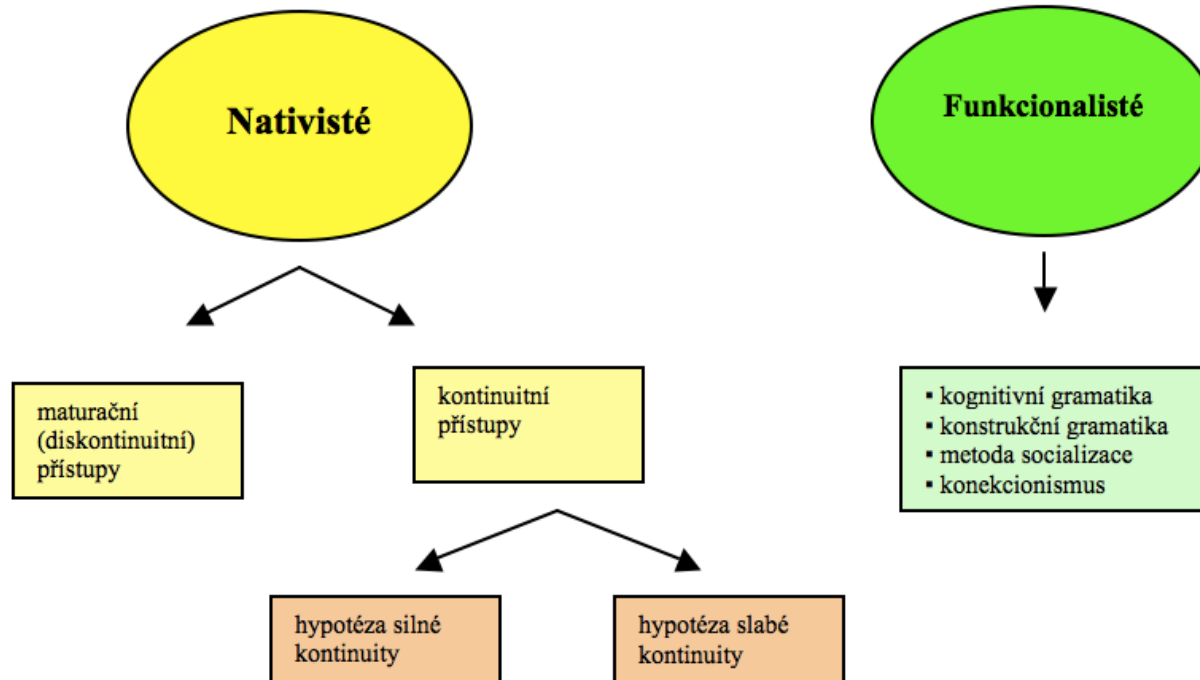 Nativisté
Funkcionalisté
maturační
(diskontinuitní)
přístupy
kontinuitní
přístupy
▪ kognitivní gramatika
▪ konstrukční gramatika
▪ metoda socializace
▪ konekcionismus
hypotéza silné
kontinuity
hypotéza slabé
kontinuity